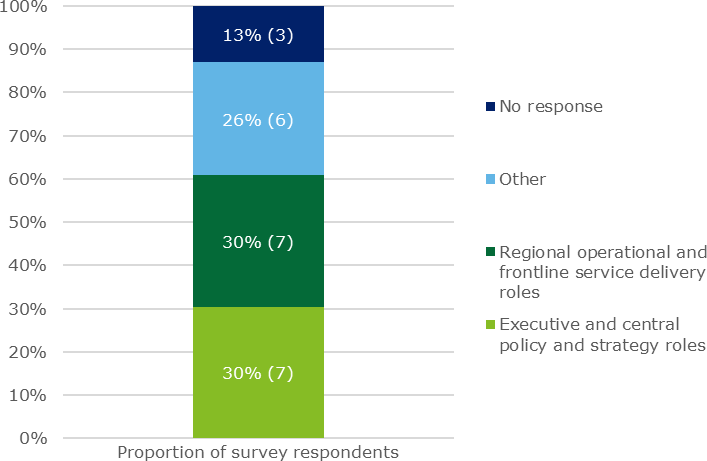 100%
90%
80%
70%
60%
50%
40%
30%
20%
10%
0%
13% (3)
26% (6)
30% (7)
30% (7)
Proportion of survey respondents
No response
Other
Regional operational and
frontline service delivery
roles
Executive and central
policy and strategy roles